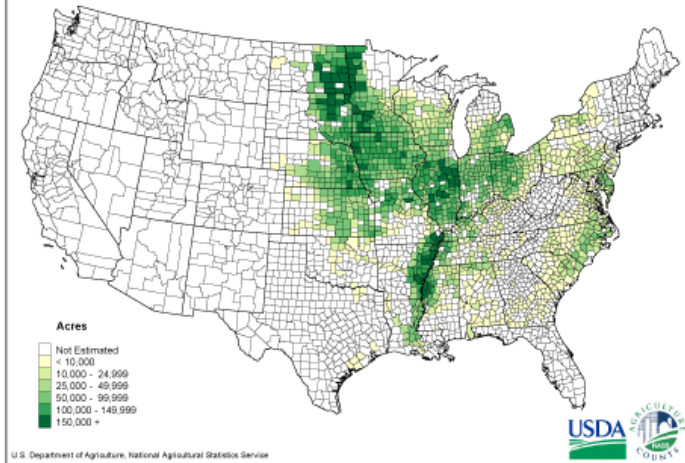 Acres
Not Estimated
< 10,000
10,000 - 24,999
25,000 - 49,999
50,000 - 99,999
100,000 - 149,999
150,000 +
USDA
AGRICULTURE
NASS
COUNTS
U.S. Department of Agriculture, National Agricultural Statistics Service